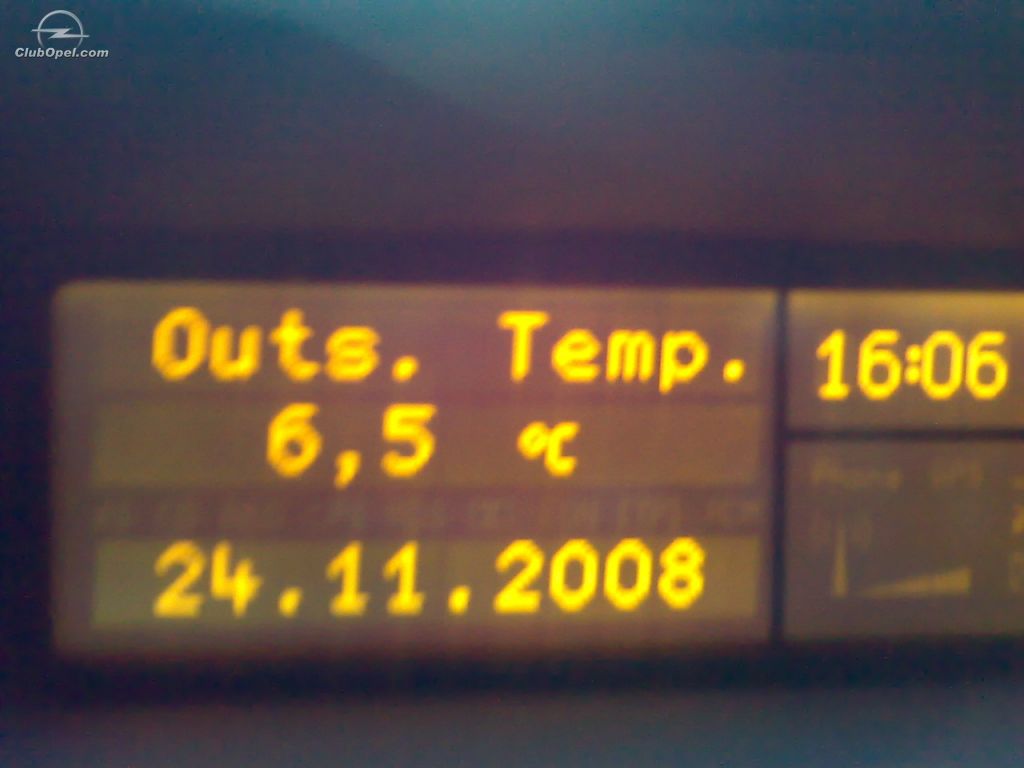 ClubOpel.com
Outs. Temp.
16:06
6,5 °C
24.11.2008